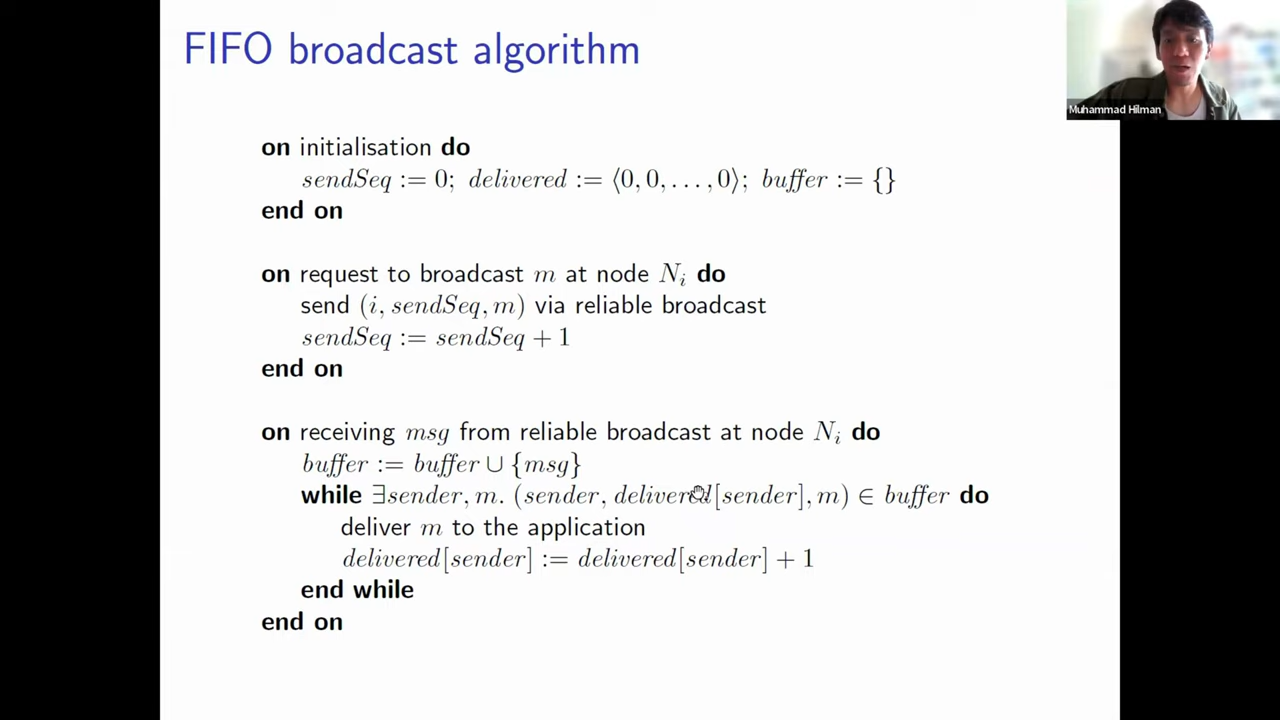 FIFO broadcast algorithm
Muhammad Hilman
on initialisation do
sendSeq := 0; delivered := ⟨0, 0, . . . , 0⟩; buffer := {}
end on
on request to broadcast m at node Nᵢ do
send (i, sendSeq, m) via reliable broadcast
sendSeq := sendSeq + 1
end on
on receiving msg from reliable broadcast at node Nᵢ do
buffer := buffer ∪ {msg}
while ∃sender, m. (sender, delivered[sender], m) ∈ buffer do
deliver m to the application
delivered[sender] := delivered[sender] + 1
end while
end on